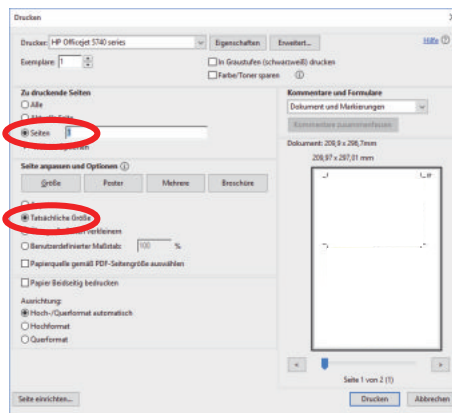 Drucken
Drucker: HP Officejet 5740 series
Eigenschaften
Erweitert...
Hilfe
Exemplare: 1
In Graustufen (schwarzweiß) drucken
Farbe/Toner sparen
Zu druckende Seiten
Alle
Seiten 1
Seite anpassen und Optionen
Größe
Poster
Mehrere
Broschüre
Tatsächliche Größe
verkleinern
Benutzerdefinierter Maßstab: 100 %
Papierquelle gemäß PDF-Seitengröße auswählen
Papier Beidseitig bedrucken
Ausrichtung:
Hoch-/Querformat automatisch
Hochformat
Querformat
Kommentare und Formulare
Dokument und Markierungen
Kommentare zusammenfassen
Dokument: 209,9 x 296,7mm
209,97 x 297,01 mm
<
>
Seite 1 von 2 (1)
Seite einrichten...
Drucken
Abbrechen